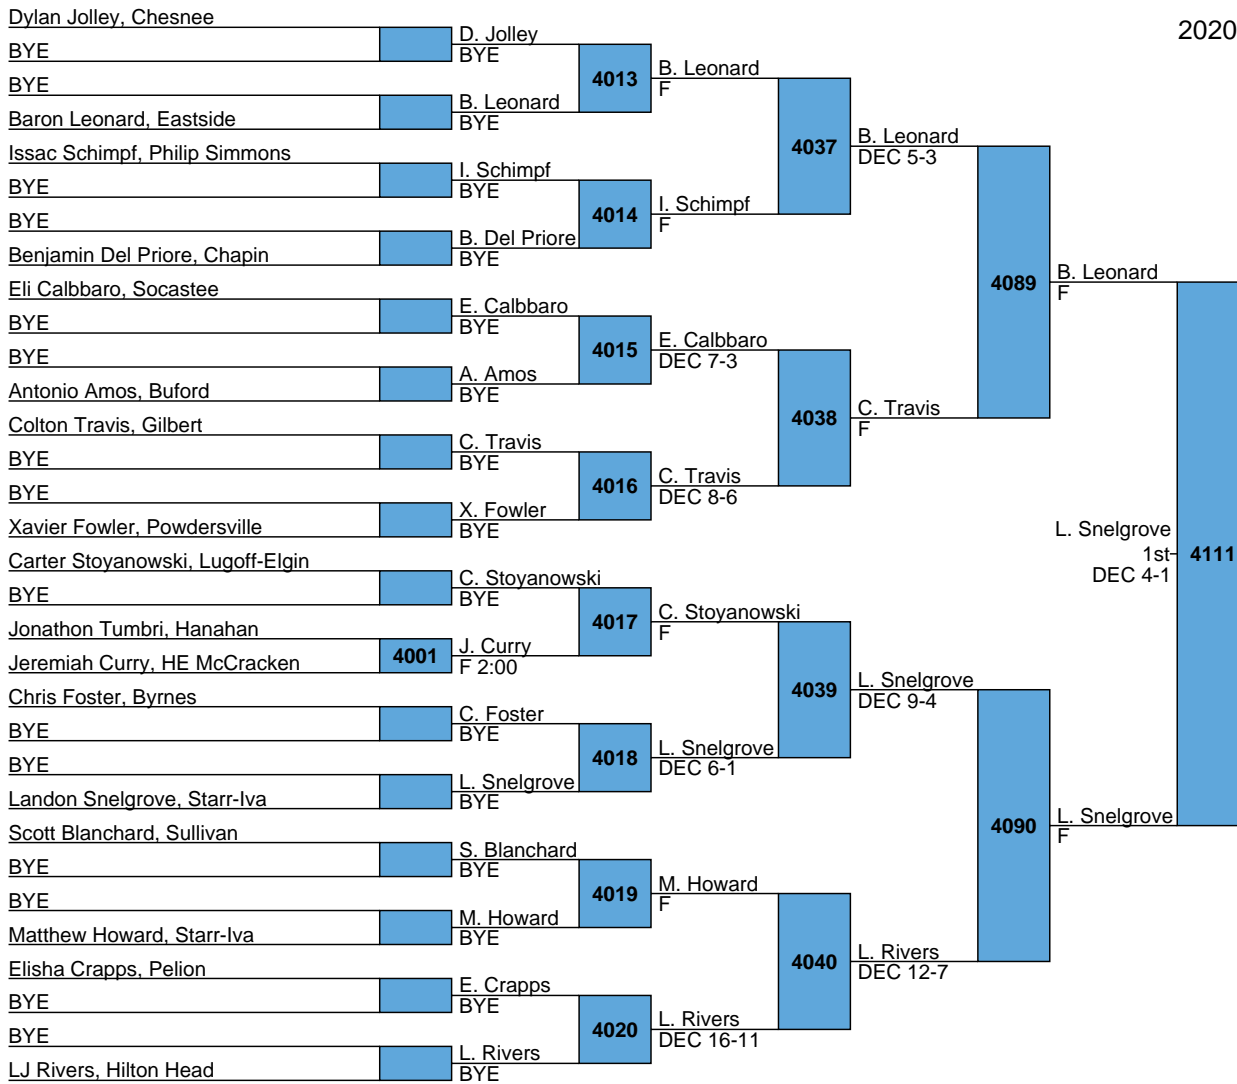 2020
Dylan Jolley, Chesnee
BYE
BYE
Baron Leonard, Eastside
Issac Schimpf, Philip Simmons
BYE
BYE
Benjamin Del Priore, Chapin
Eli Calbbaro, Socastee
BYE
BYE
Antonio Amos, Buford
Colton Travis, Gilbert
BYE
BYE
Xavier Fowler, Powdersville
Carter Stoyanowski, Lugoff-Elgin
BYE
Jonathon Tumbri, Hanahan
Jeremiah Curry, HE McCracken
Chris Foster, Byrnes
BYE
BYE
Landon Snelgrove, Starr-Iva
Scott Blanchard, Sullivan
BYE
BYE
Matthew Howard, Starr-Iva
Elisha Crapps, Pelion
BYE
BYE
LJ Rivers, Hilton Head
4001
D. Jolley
BYE
B. Leonard
BYE
I. Schimpf
BYE
B. Del Priore
BYE
E. Calbbaro
BYE
A. Amos
BYE
C. Travis
BYE
X. Fowler
BYE
C. Stoyanowski
BYE
J. Curry
F 2:00
C. Foster
BYE
L. Snelgrove
BYE
S. Blanchard
BYE
M. Howard
BYE
E. Crapps
BYE
L. Rivers
BYE
4013
4014
4015
4016
4017
4018
4019
4020
B. Leonard
F
I. Schimpf
F
E. Calbbaro
DEC 7-3
C. Travis
DEC 8-6
C. Stoyanowski
F
L. Snelgrove
DEC 6-1
M. Howard
F
L. Rivers
DEC 16-11
4037
4038
4039
4040
B. Leonard
DEC 5-3
C. Travis
F
L. Snelgrove
DEC 9-4
L. Rivers
DEC 12-7
4089
4090
B. Leonard
F
L. Snelgrove
F
L. Snelgrove
1st
DEC 4-1
4111